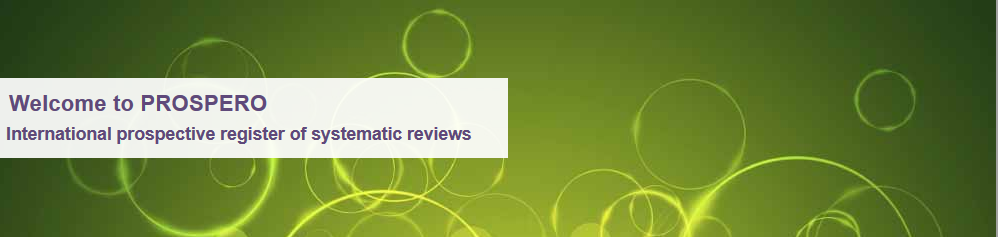 Welcome to PROSPERO
International prospective register of systematic reviews